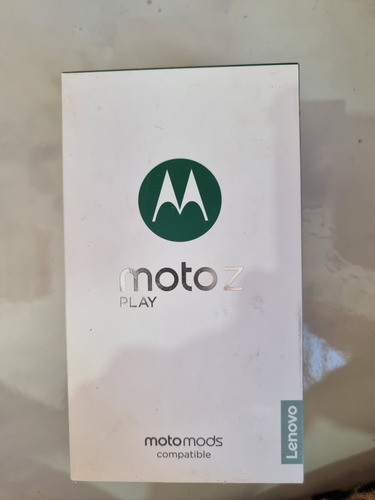 moto z
PLAY
motomods
compatible
Lenovo